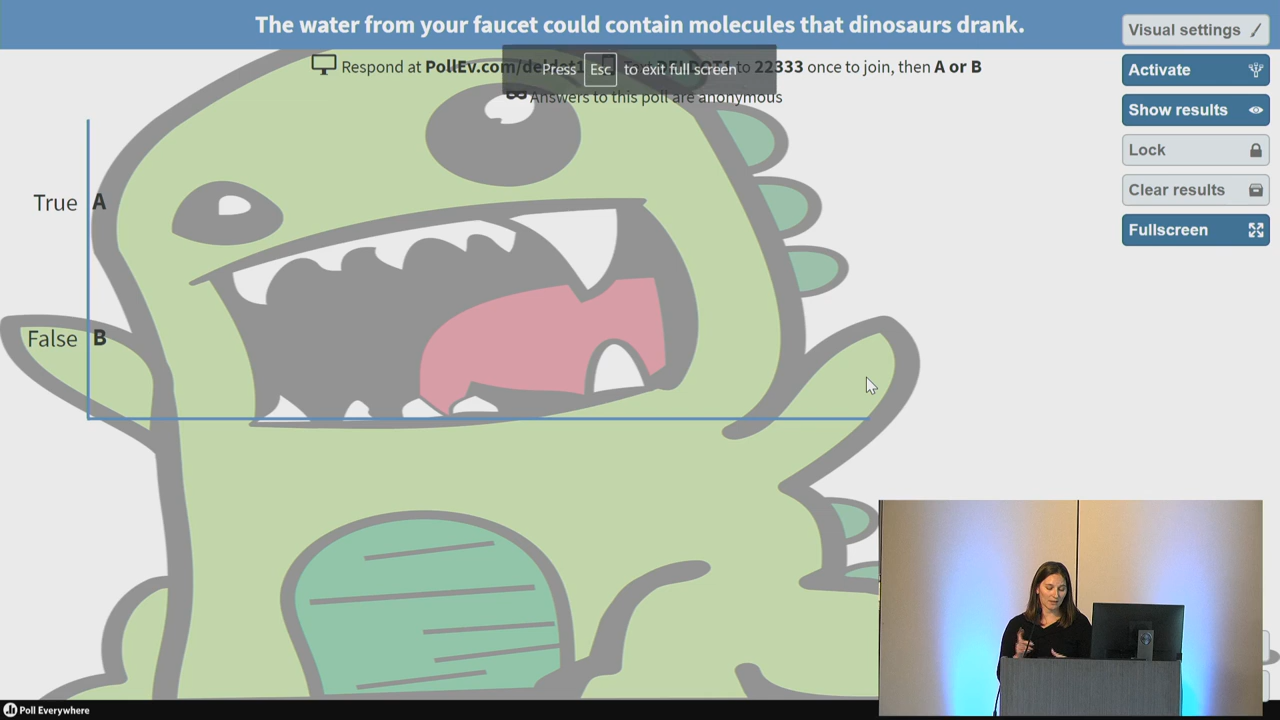 The water from your faucet could contain molecules that dinosaurs drank.
Visual settings
Respond at PollEv.com/deldot1 to 22333 once to join, then A or B
Press Esc to exit full screen
Answers to this poll are anonymous
Activate
Show results
Lock
Clear results
Fullscreen
True A
False B
Poll Everywhere